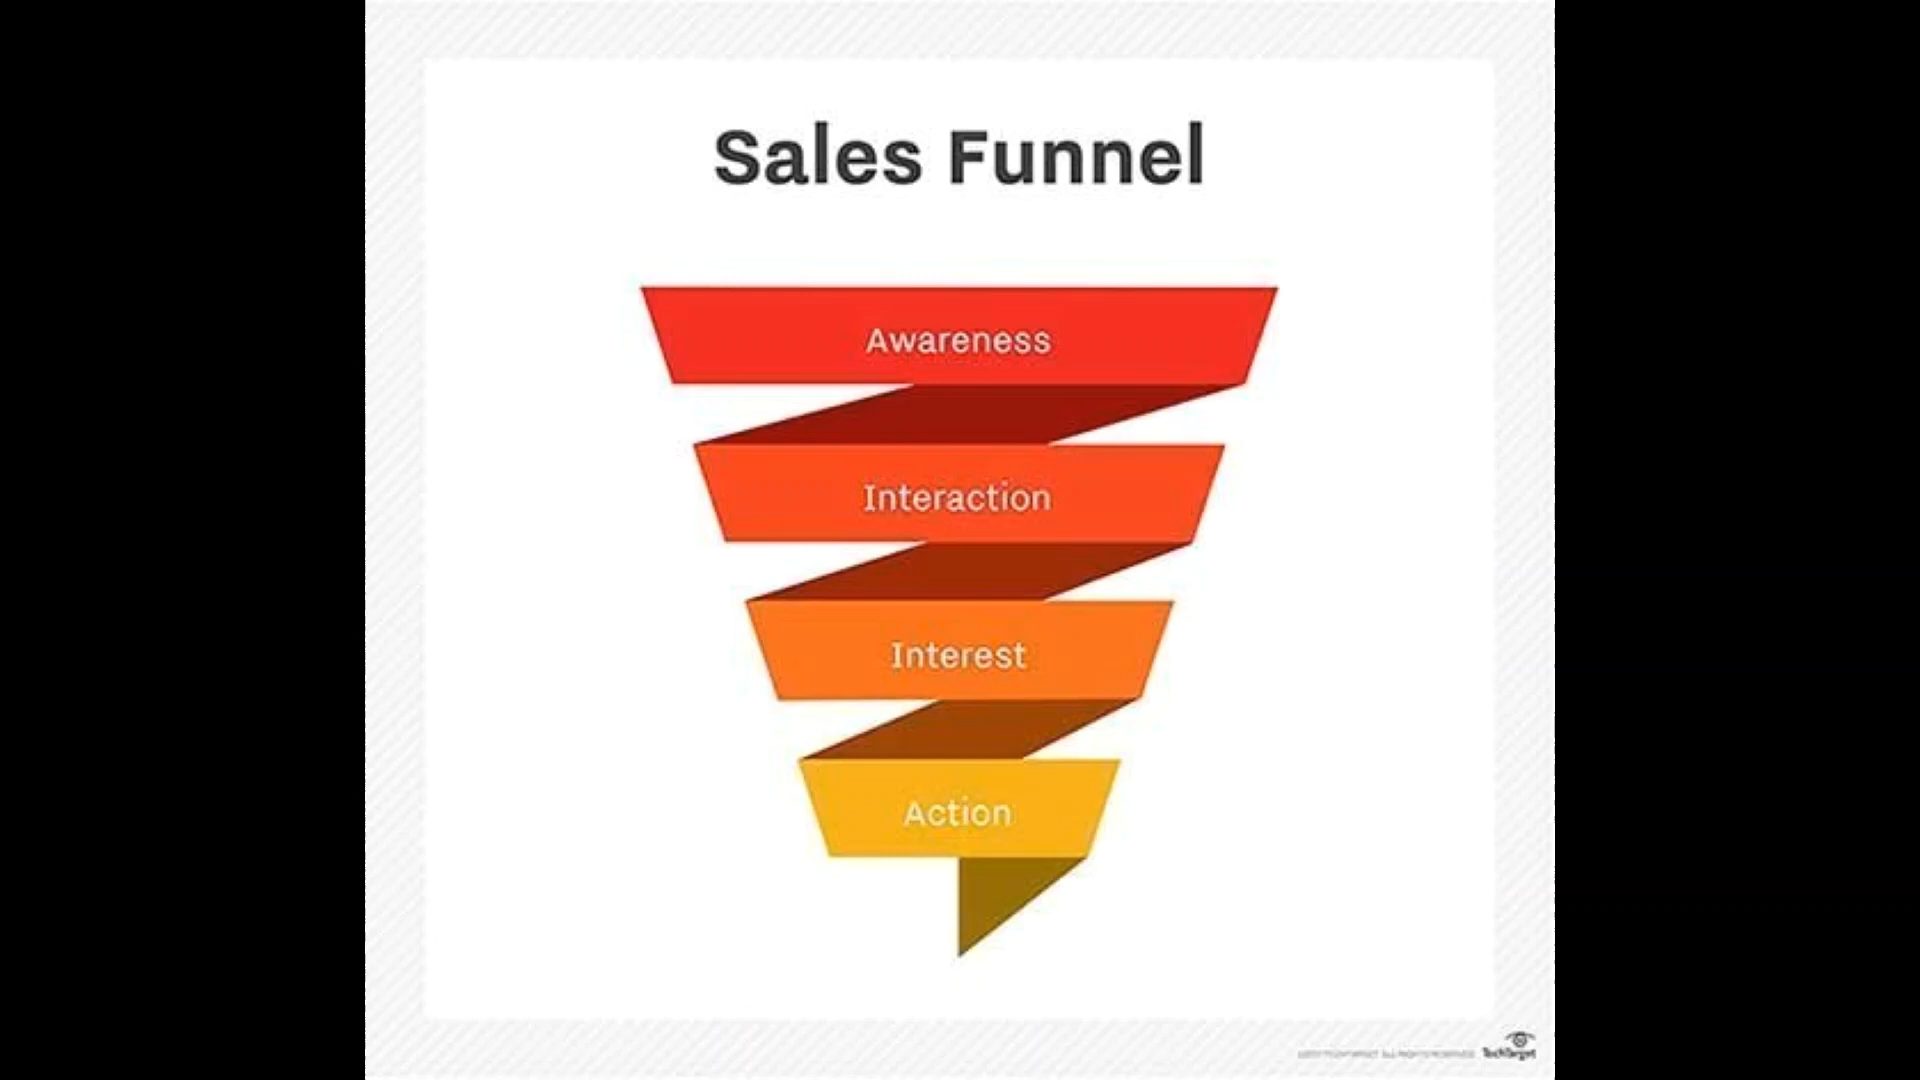 Sales Funnel
Awareness
Interaction
Interest
Action
TechTarget